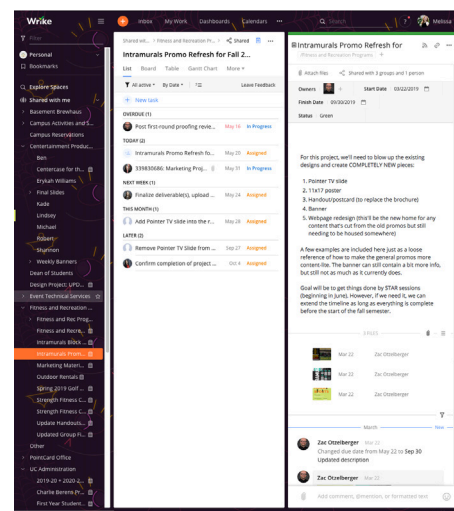 Wrike
Inbox My Work Dashboards Calendars ...
Search
Melissa
Filter
Personal
Bookmarks
Explore Spaces
Shared with me
Basement Brewhaus
Campus Activities and S...
Campus Reservations
Centertainment Produc...
Ben
Centercase for th...
Erykah Williams
Final Slides
Kade
Lindsey
Michael
Robert
Shannon
Weekly Banners
Dean of Students
Design Project: UPD...
Event Technical Services
Fitness and Recreation ...
Fitness and Rec Prog...
Fitness and Recre...
Intramurals Block ...
Intramurals Prom...
Marketing Materi...
Outdoor Rentals
Spring 2019 Golf ...
Strength Fitness C...
Strength Fitness C...
Update Handouts...
Updated Group Fi...
Other
PointCard Office
UC Administration
2019-20 + 2020-2...
Charlie Berens Pr...
First Year Student...
Shared wit... > Fitness and Recreation Pr... > Shared
Intramurals Promo Refresh for Fall 2...
List Board Table Gantt Chart More
All active By Date Leave Feedback
+ New task
OVERDUE (1)
Post first-round proofing revie... May 16 In Progress
TODAY (2)
Intramurals Promo Refresh fo... May 20 Assigned
339830686: Marketing Proj... May 31 In Progress
NEXT WEEK (1)
Finalize deliverable(s), upload ... May 24 Assigned
THIS MONTH (1)
Add Pointer TV slide into the r... May 28 Assigned
LATER (2)
Remove Pointer TV Slide from ... Sep 27 Assigned
Confirm completion of project ... Oct 4 Assigned
Intramurals Promo Refresh for
Fitness and Recreation Programs +
Attach files Shared with 3 groups and 1 person
Owners + Start Date 03/22/2019
Finish Date 09/30/2019
Status Green
For this project, we'll need to blow up the existing
designs and create COMPLETELY NEW pieces:
1. Pointer TV slide
2. 11x17 poster
3. Handout/postcard (to replace the brochure)
4. Banner
5. Webpage redesign (this'll be the new home for any
content that's cut from the old promos but still
needing to be housed somewhere)
A few examples are included here just as a loose
reference of how to make the general promos more
content-lite. The banner can still contain a bit more info,
but still not as much as it currently does.
Goal will be to get things done by STAR sessions
(beginning in June). However, if we need it, we can
extend the timeline as long as everything is complete
before the start of the fall semester.
3 FILES
Mar 22 Zac Otzelberger
Mar 22 Zac Otzelberger
Mar 22 Zac Otzelberger
March New
Zac Otzelberger Mar 22
Changed due date from May 22 to Sep 30
Updated description
Zac Otzelberger Mar 22
Add comment, @mention, or formatted text